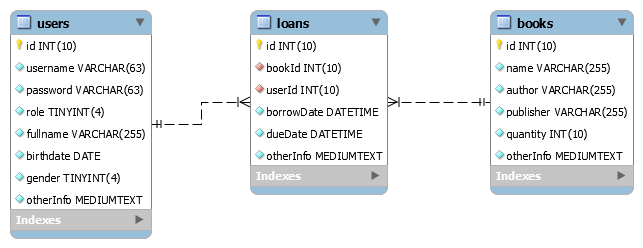 users
id INT(10)
username VARCHAR(63)
password VARCHAR(63)
role TINYINT(4)
fullname VARCHAR(255)
birthdate DATE
gender TINYINT(4)
otherInfo MEDIUMTEXT
Indexes
loans
id INT(10)
bookId INT(10)
userId INT(10)
borrowDate DATETIME
dueDate DATETIME
otherInfo MEDIUMTEXT
Indexes
books
id INT(10)
name VARCHAR(255)
author VARCHAR(255)
publisher VARCHAR(255)
quantity INT(10)
otherInfo MEDIUMTEXT
Indexes